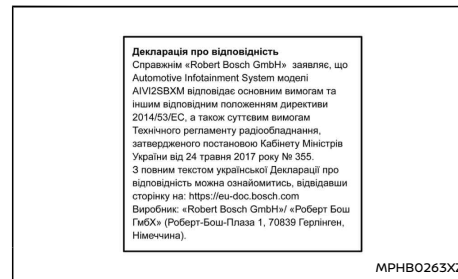 Декларація про відповідність
Справжнім «Robert Bosch GmbH» заявляє, що
Automotive Infotainment System моделі
AIVI2SBXM відповідає основним вимогам та
іншим відповідним положенням директиви
2014/53/EC, а також суттєвим вимогам
Технічного регламенту радіообладнання,
затвердженого постановою Кабінету Міністрів
України від 24 травня 2017 року № 355.
З повним текстом української Декларації про
відповідність можна ознайомитись, відвідавши
сторінку на: https://eu-doc.bosch.com
Виробник: «Robert Bosch GmbH»/ «Роберт Бош
ГмбХ» (Роберт-Бош-Плаза 1, 70839 Герлінген,
Німеччина).
MPHB0263XZ